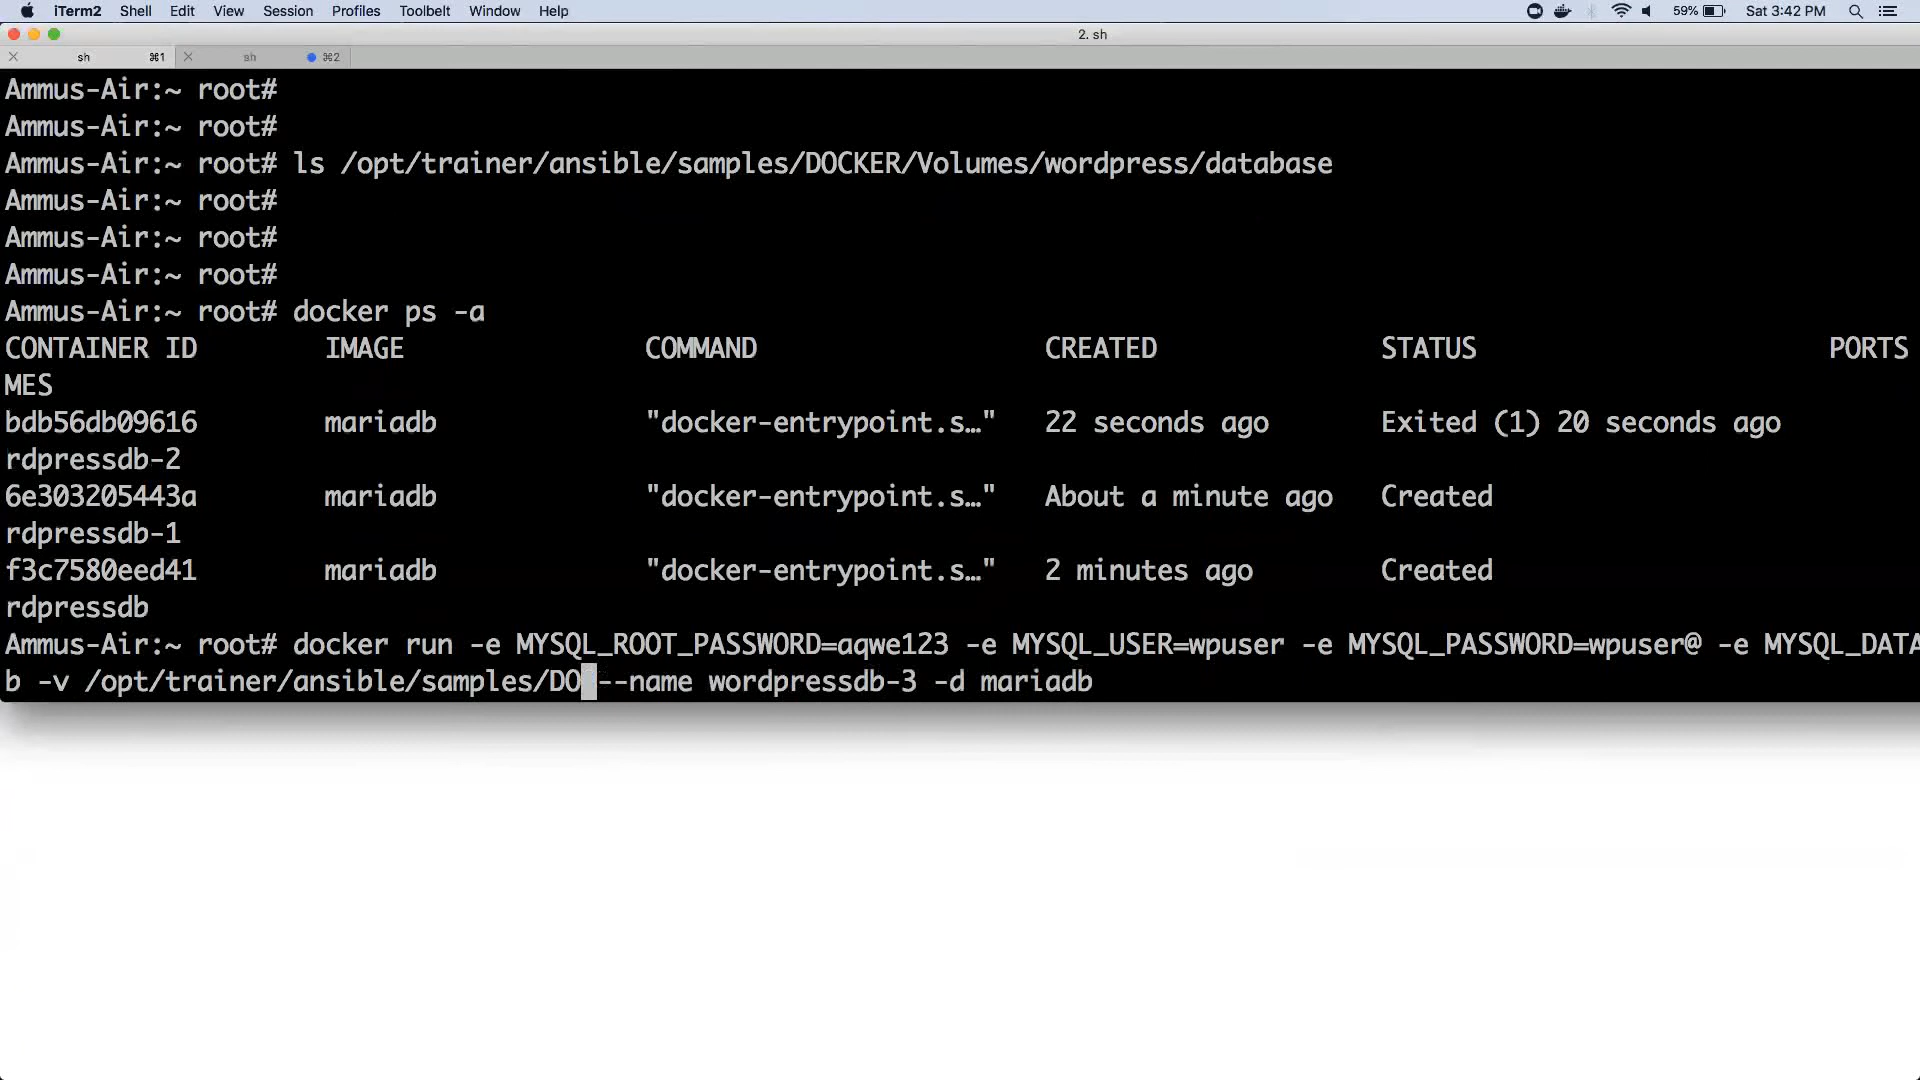 iTerm2 Shell Edit View Session Profiles Toolbelt Window Help 59% Sat 3:42 PM
2. sh
sh ⌘1 sh ⌘2
Ammus-Air:~ root#
Ammus-Air:~ root#
Ammus-Air:~ root# ls /opt/trainer/ansible/samples/DOCKER/Volumes/wordpress/database
Ammus-Air:~ root#
Ammus-Air:~ root#
Ammus-Air:~ root#
Ammus-Air:~ root# docker ps -a
CONTAINER ID IMAGE COMMAND CREATED STATUS PORTS
MES
bdb56db09616 mariadb "docker-entrypoint.s…" 22 seconds ago Exited (1) 20 seconds ago
rdpressdb-2
6e303205443a mariadb "docker-entrypoint.s…" About a minute ago Created
rdpressdb-1
f3c7580eed41 mariadb "docker-entrypoint.s…" 2 minutes ago Created
rdpressdb
Ammus-Air:~ root# docker run -e MYSQL_ROOT_PASSWORD=aqwe123 -e MYSQL_USER=wpuser -e MYSQL_PASSWORD=wpuser@ -e MYSQL_DATA
b -v /opt/trainer/ansible/samples/DO --name wordpressdb-3 -d mariadb